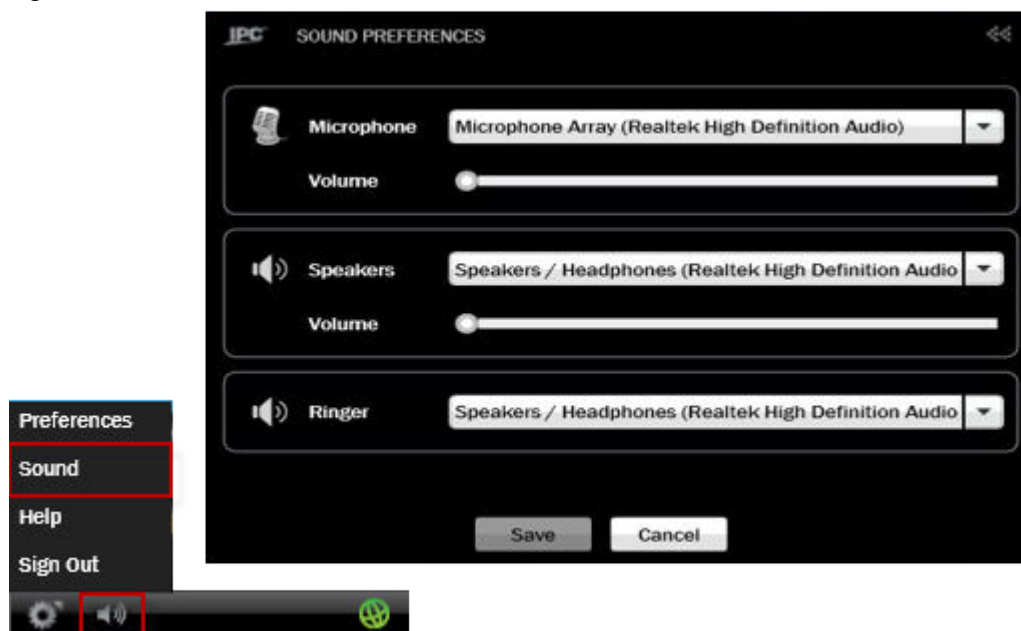 IPC SOUND PREFERENCES
Microphone Microphone Array (Realtek High Definition Audio)
Volume
Speakers Speakers / Headphones (Realtek High Definition Audio
Volume
Ringer Speakers / Headphones (Realtek High Definition Audio
Save Cancel
Preferences
Sound
Help
Sign Out